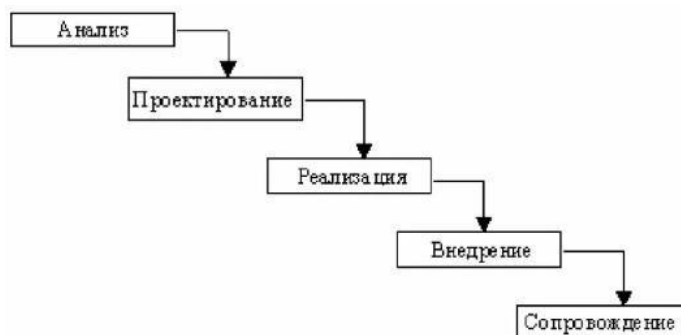 Анализ
Проектирование
Реализация
Внедрение
Сопровождение